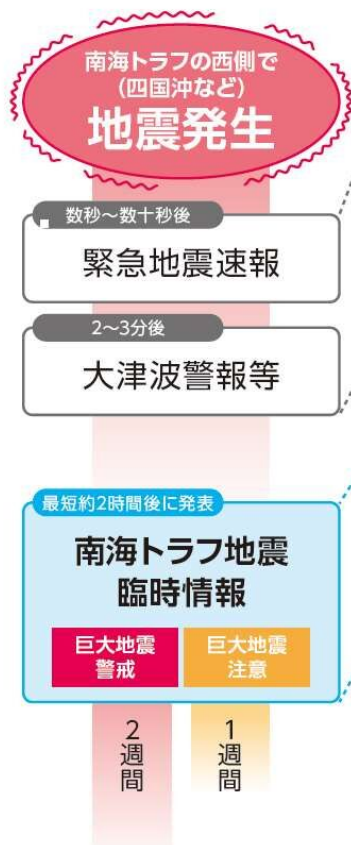 南海トラフの西側で
(四国沖など)
地震発生
数秒～数十秒後
緊急地震速報
2～3分後
大津波警報等
最短約2時間後に発表
南海トラフ地震
臨時情報
巨大地震
警戒
巨大地震
注意
2週間
1週間